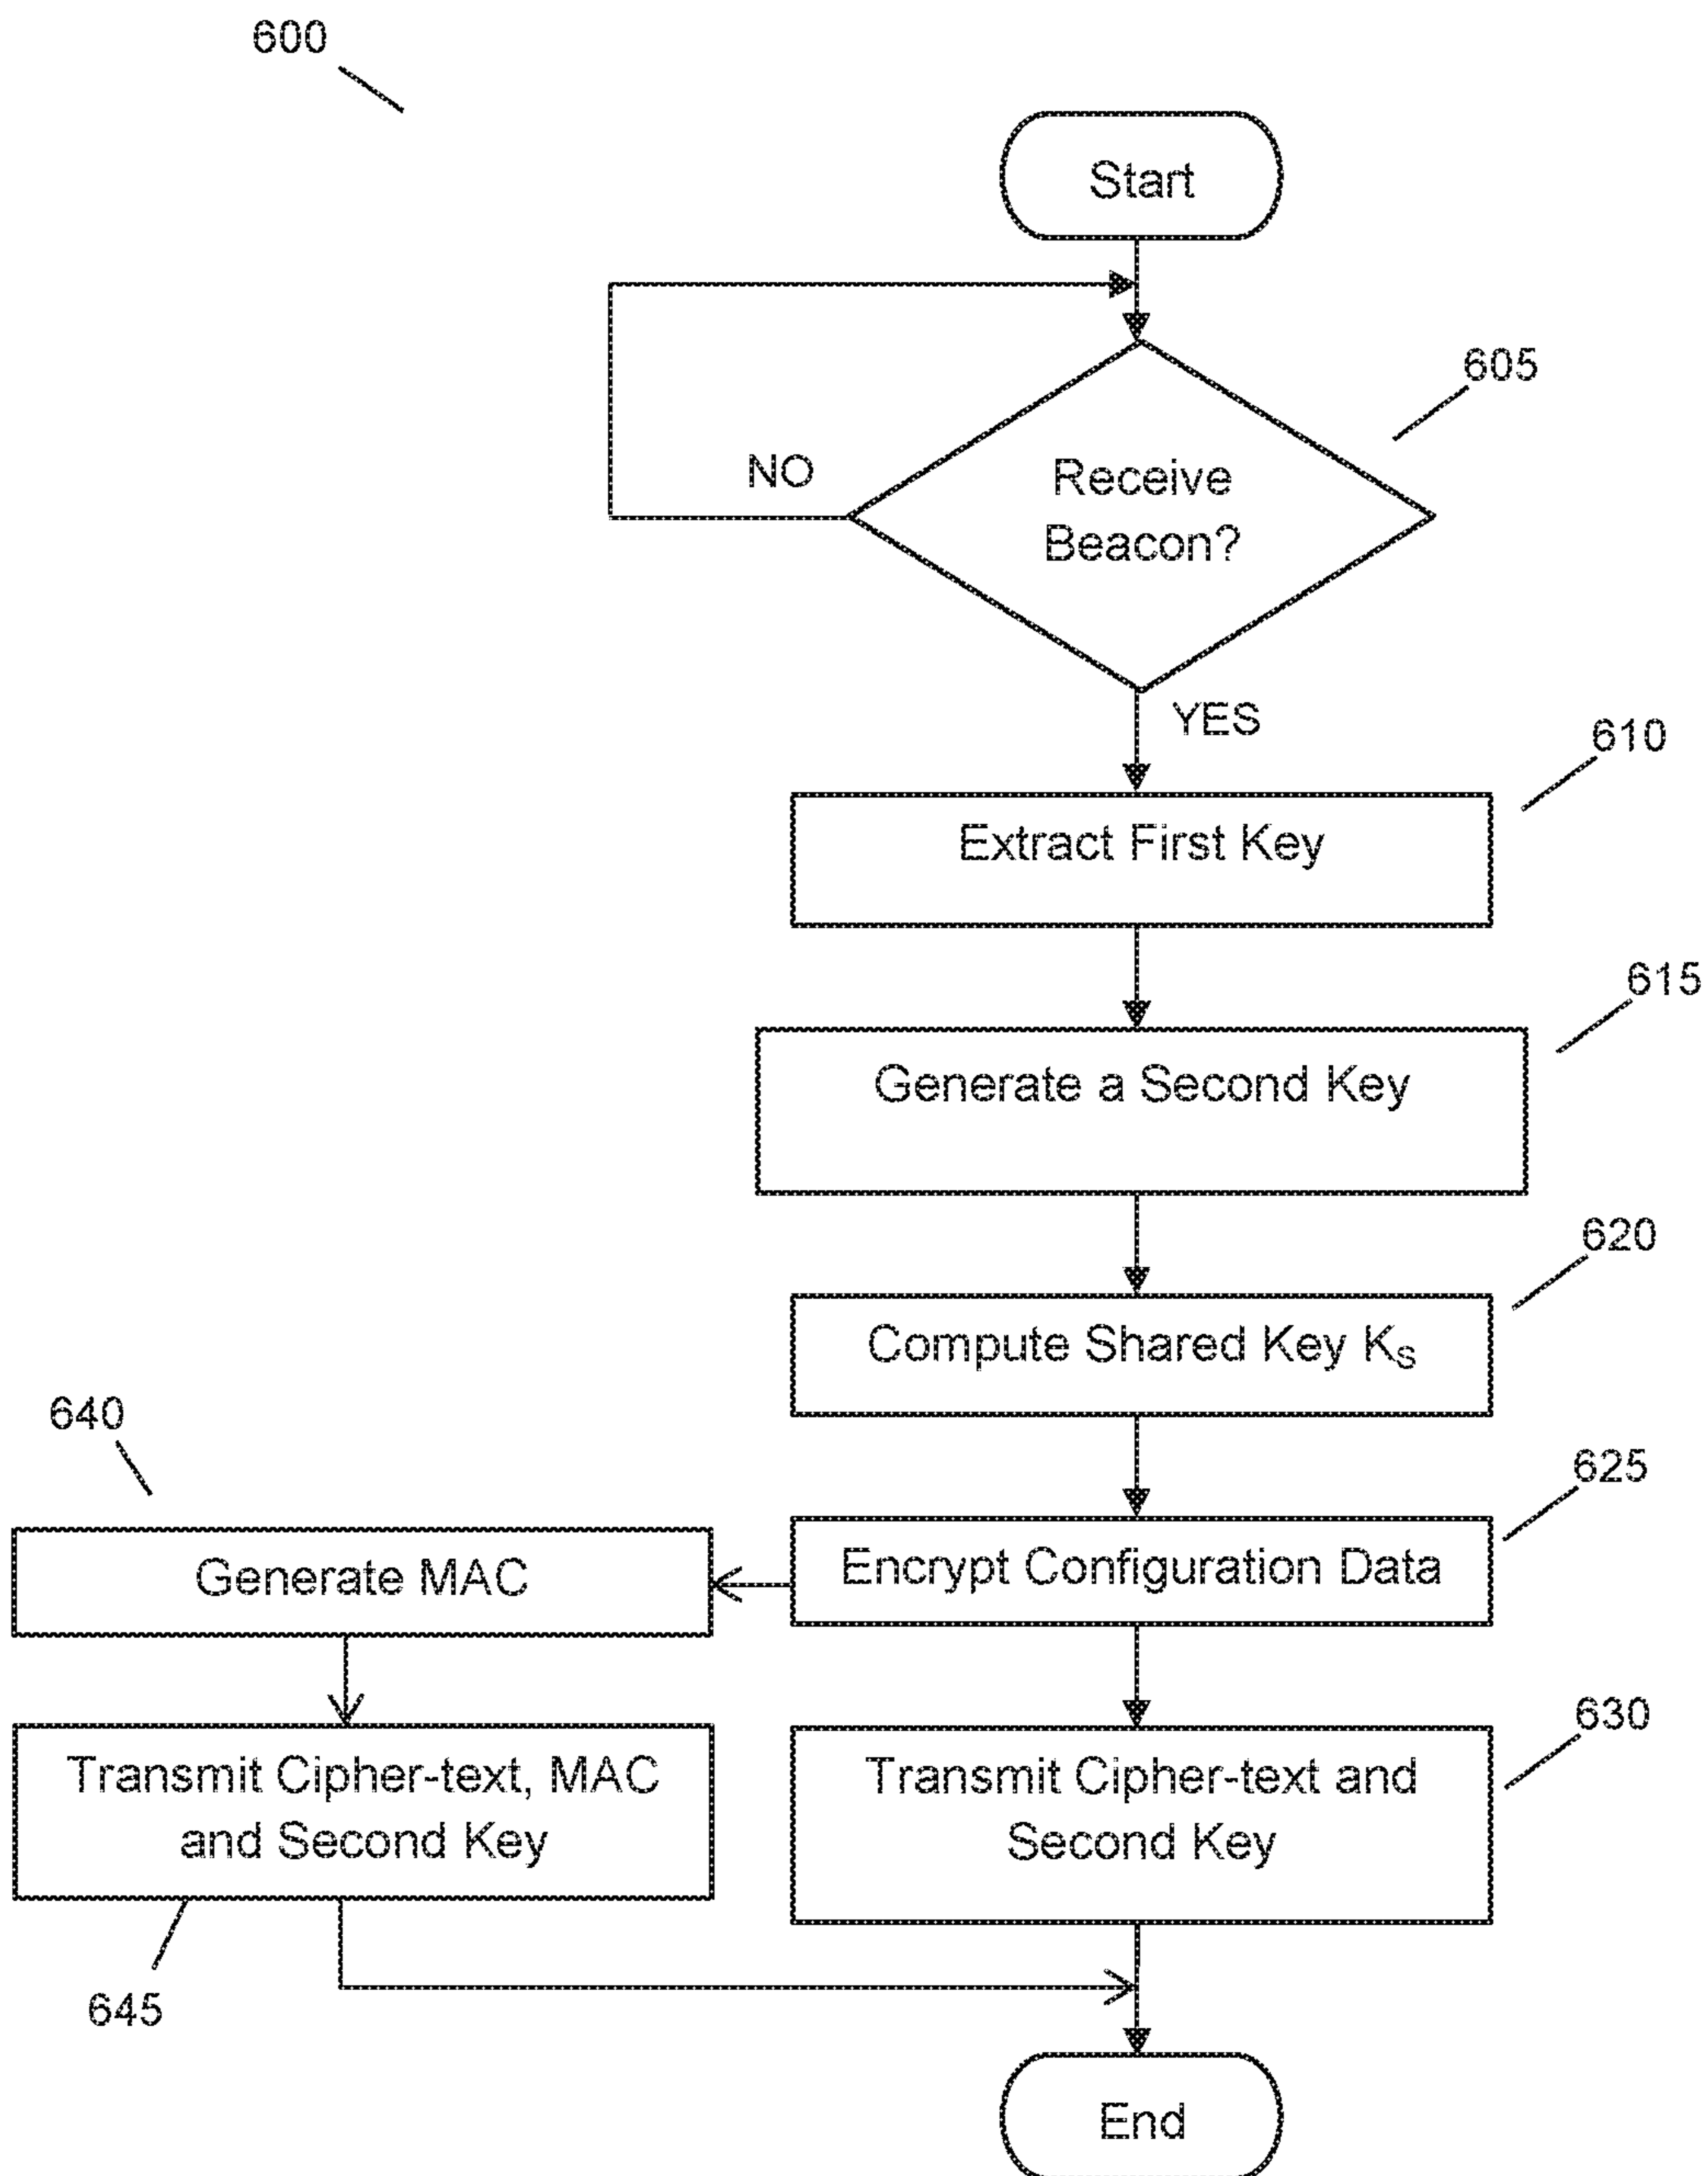 600
Start
605
NO
Receive
Beacon?
YES
610
Extract First Key
615
Generate a Second Key
620
Compute Shared Key Ks
640
625
Generate MAC
Encrypt Configuration Data
630
Transmit Cipher-text, MAC
and Second Key
Transmit Cipher-text and
Second Key
645
End